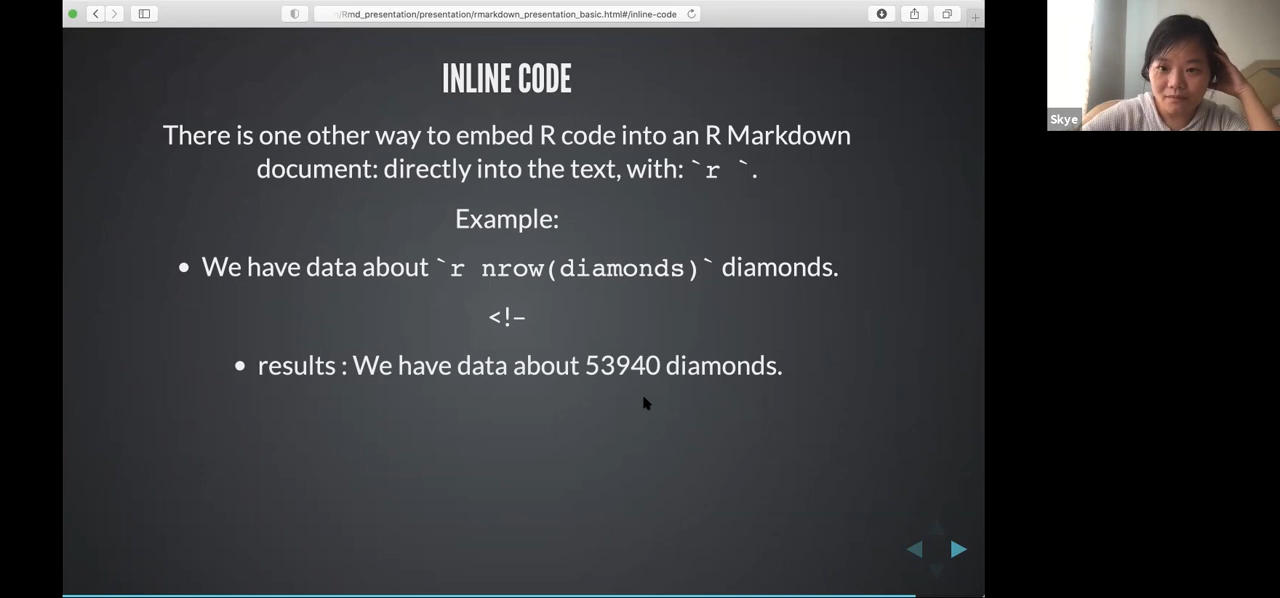 /Rmd_presentation/presentation/rmarkdown_presentation_basic.html#/inline-code
INLINE CODE
There is one other way to embed R code into an R Markdown
document: directly into the text, with: `r `.
Example:
• We have data about `r nrow(diamonds)` diamonds.
<!–
• results : We have data about 53940 diamonds.
Skye